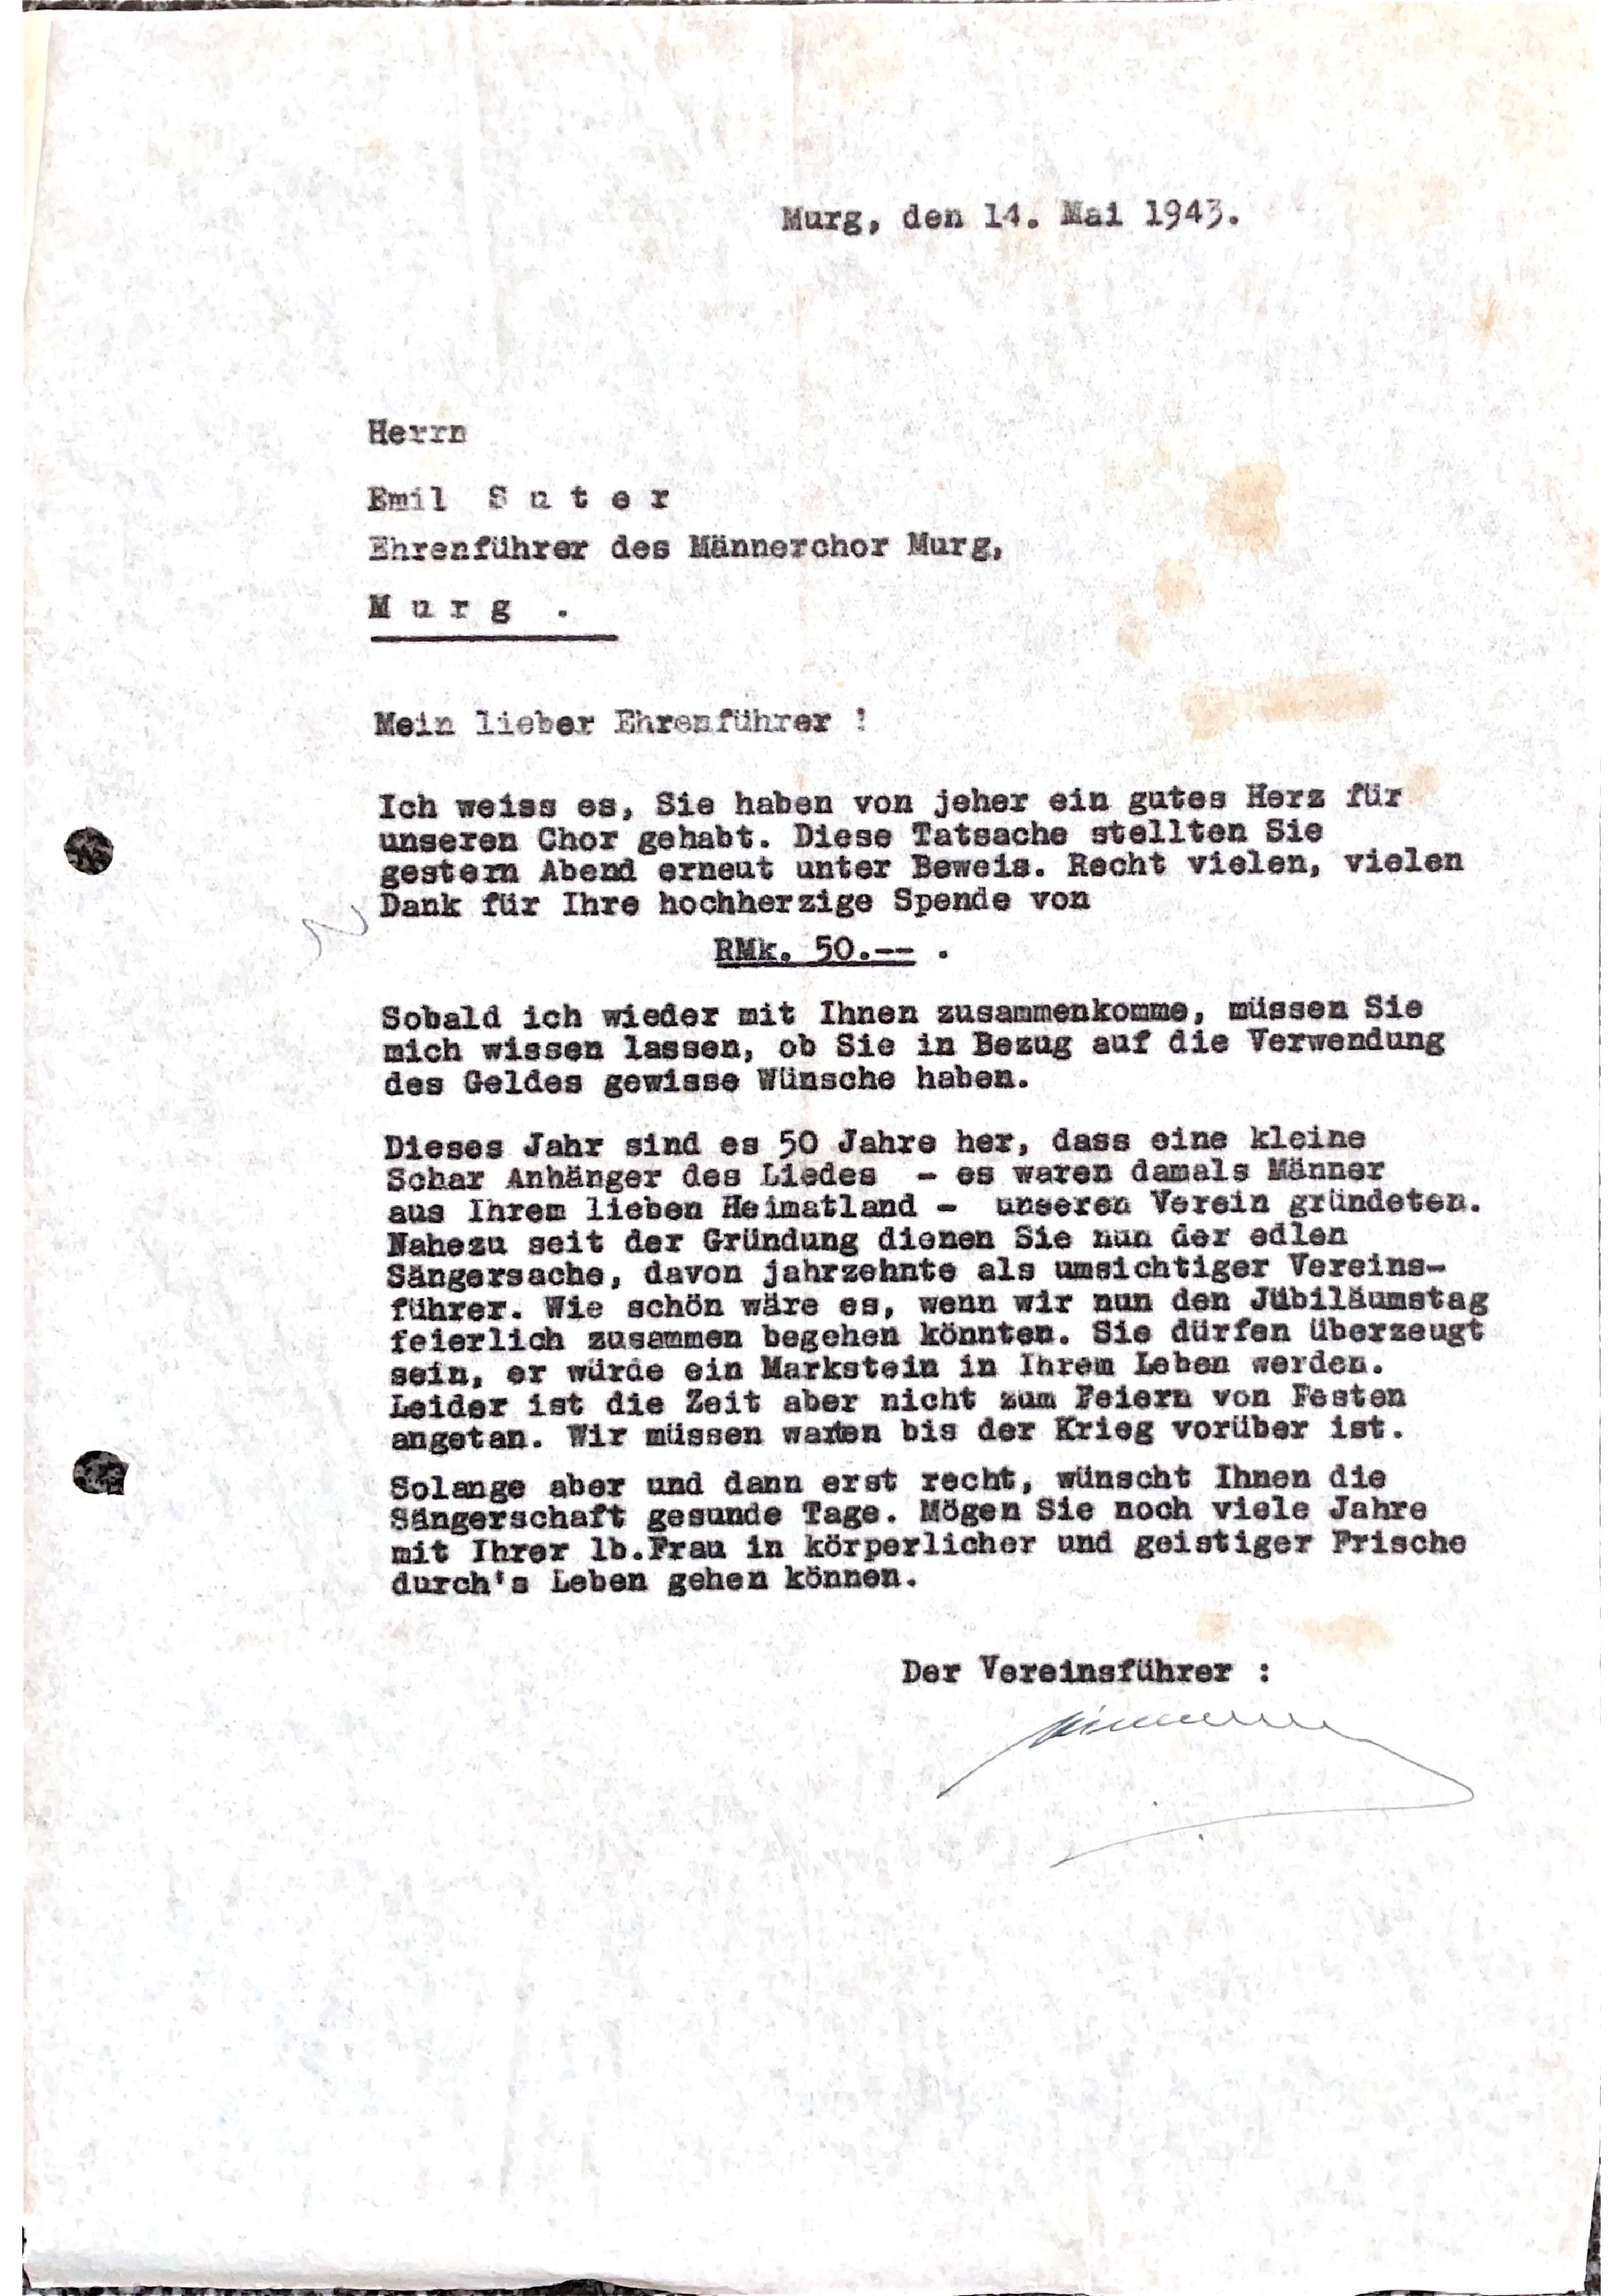 Murg, den 14. Mai 1943.
Herrn
Emil S u t e r
Ehrenführer des Männerchor Murg,
M u r g .
Mein lieber Ehrenführer !
Ich weiss es, Sie haben von jeher ein gutes Herz für
unseren Chor gehabt. Diese Tatsache stellten Sie
gestern Abend erneut unter Beweis. Recht vielen, vielen
Dank für Ihre hochherzige Spende von
RMk. 50.-- .
Sobald ich wieder mit Ihnen zusammenkomme, müssen Sie
mich wissen lassen, ob Sie in Bezug auf die Verwendung
des Geldes gewisse Wünsche haben.
Dieses Jahr sind es 50 Jahre her, dass eine kleine
Schar Anhänger des Liedes - es waren damals Männer
aus Ihrem lieben Heimatland - unseren Verein gründeten.
Nahezu seit der Gründung dienen Sie nun der edlen
Sängersache, davon jahrzehnte als umsichtiger Vereins-
führer. Wie schön wäre es, wenn wir nun den Jübiläumstag
feierlich zusammen begehen könnten. Sie dürfen überzeugt
sein, er würde ein Markstein in Ihrem Leben werden.
Leider ist die Zeit aber nicht zum Feiern von Festen
angetan. Wir müssen warten bis der Krieg vorüber ist.
Solange aber und dann erst recht, wünscht Ihnen die
Sängerschaft gesunde Tage. Mögen Sie noch viele Jahre
mit Ihrer lb.Frau in körperlicher und geistiger Frische
durch's Leben gehen können.
Der Vereinsführer :